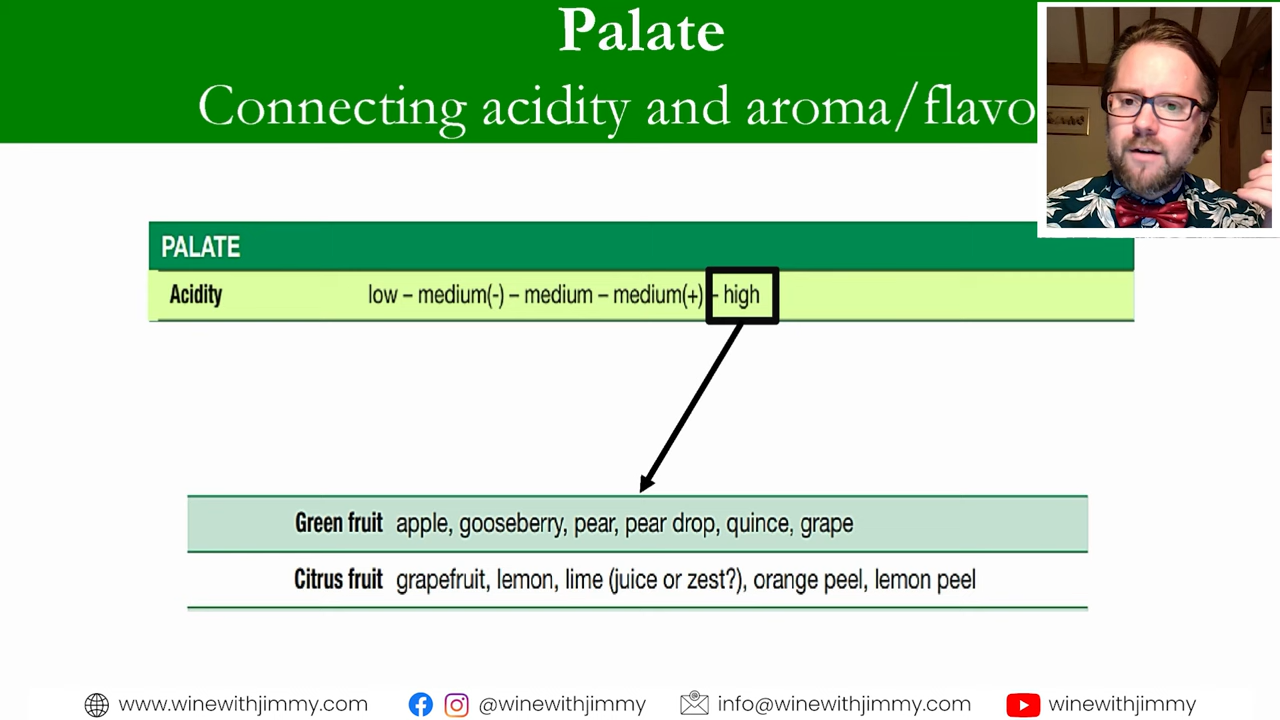 Palate
Connecting acidity and aroma/flavo
PALATE
Acidity low – medium(-) – medium – medium(+) – high
Green fruit apple, gooseberry, pear, pear drop, quince, grape
Citrus fruit grapefruit, lemon, lime (juice or zest?), orange peel, lemon peel
www.winewithjimmy.com @winewithjimmy info@winewithjimmy.com winewithjimmy